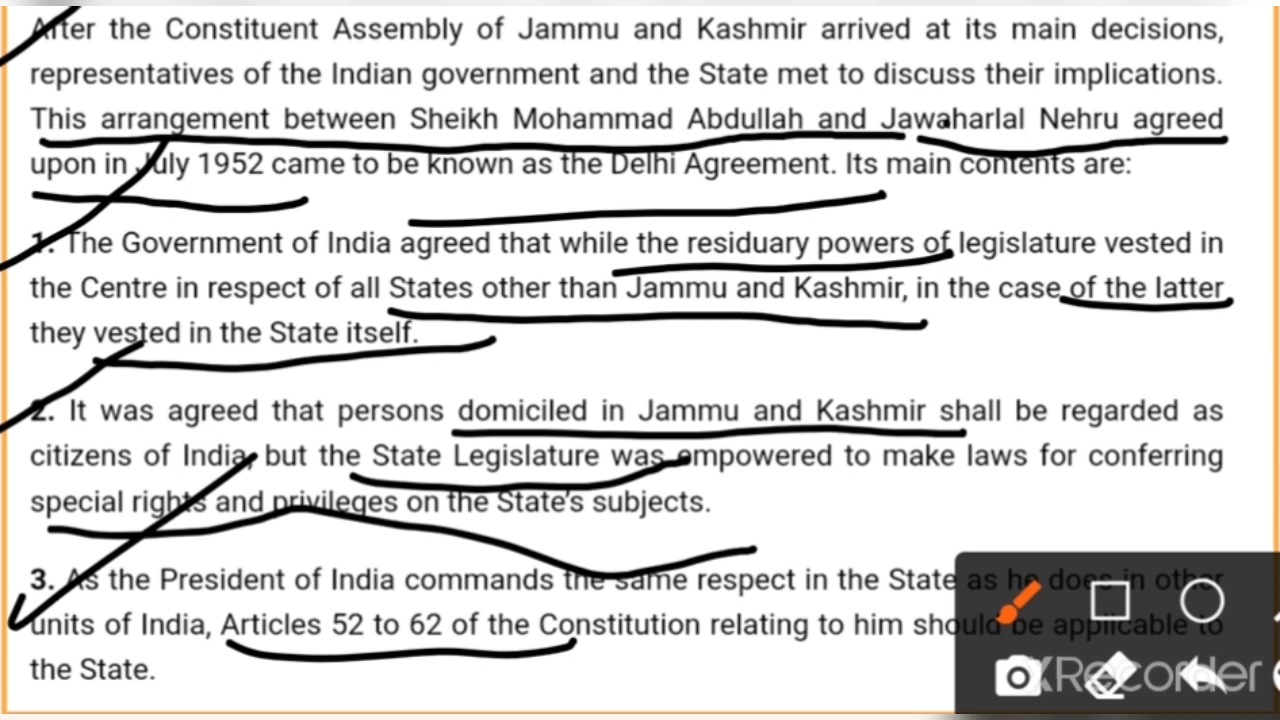 After the Constituent Assembly of Jammu and Kashmir arrived at its main decisions,
representatives of the Indian government and the State met to discuss their implications.
This arrangement between Sheikh Mohammad Abdullah and Jawaharlal Nehru agreed
upon in July 1952 came to be known as the Delhi Agreement. Its main contents are:
1. The Government of India agreed that while the residuary powers of legislature vested in
the Centre in respect of all States other than Jammu and Kashmir, in the case of the latter
they vested in the State itself.
2. It was agreed that persons domiciled in Jammu and Kashmir shall be regarded as
citizens of India, but the State Legislature was empowered to make laws for conferring
special rights and privileges on the State's subjects.
3. As the President of India commands the same respect in the State as he does in other
units of India, Articles 52 to 62 of the Constitution relating to him should be applicable to
the State.
XRecorder